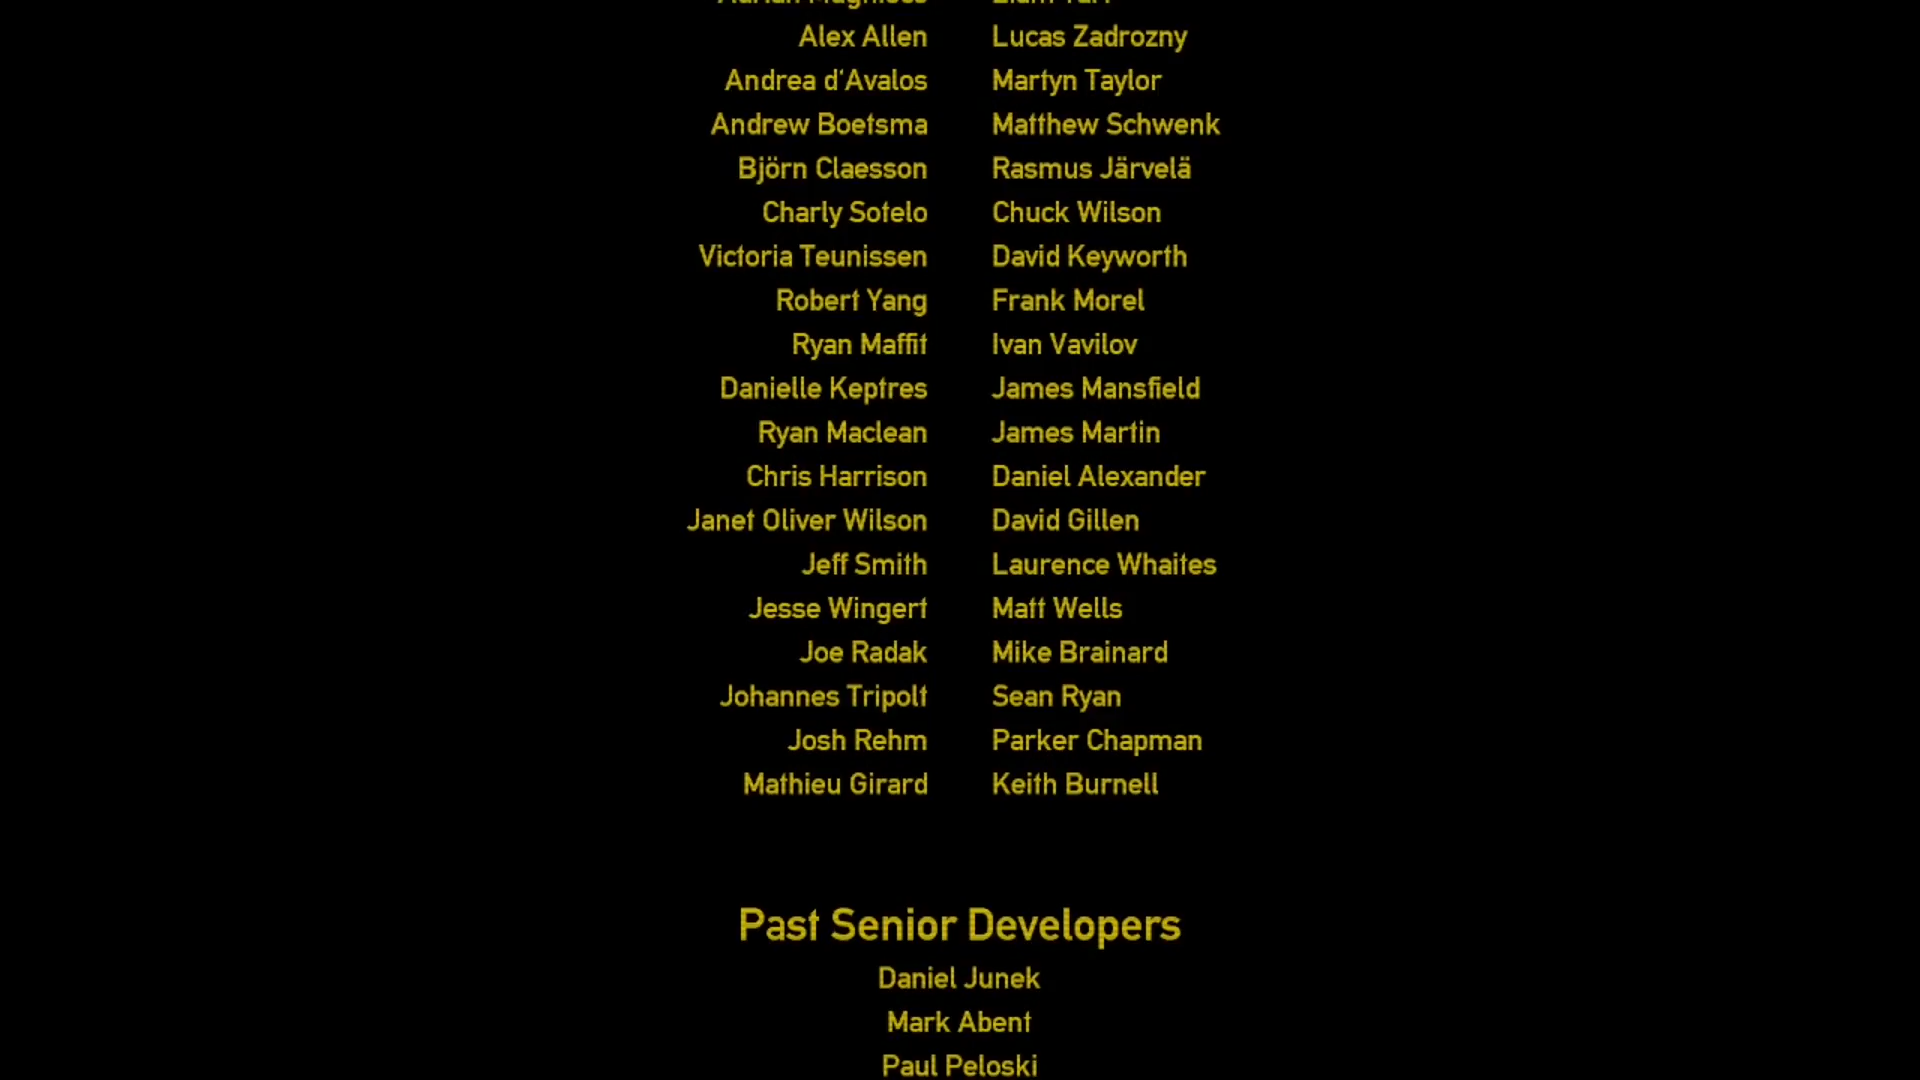 Alex Allen Lucas Zadrozny
Andrea d'Avalos Martyn Taylor
Andrew Boetsma Matthew Schwenk
Björn Claesson Rasmus Järvelä
Charly Sotelo Chuck Wilson
Victoria Teunissen David Keyworth
Robert Yang Frank Morel
Ryan Maffit Ivan Vavilov
Danielle Keptres James Mansfield
Ryan Maclean James Martin
Chris Harrison Daniel Alexander
Janet Oliver Wilson David Gillen
Jeff Smith Laurence Whaites
Jesse Wingert Matt Wells
Joe Radak Mike Brainard
Johannes Tripolt Sean Ryan
Josh Rehm Parker Chapman
Mathieu Girard Keith Burnell
Past Senior Developers
Daniel Junek
Mark Abent
Paul Peloski